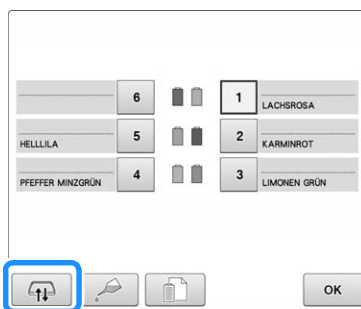 6
1
LACHSROSA
HELLLILA
5
2
KARMINROT
PFEFFER MINZGRÜN
4
3
LIMONEN GRÜN
OK